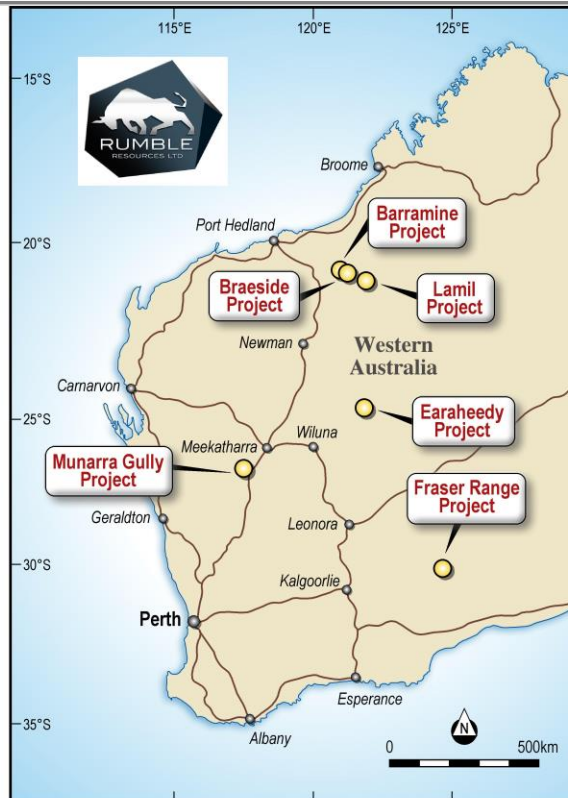 115°E
120°E
125°E
15°S
RUMBLE
RESOURCES LTD
Broome
Barramine
Project
Port Hedland
20°S
Braeside
Project
Lamil
Project
Newman
Western
Australia
Carnarvon
25°S
Earaheedy
Project
Meekatharra
Wiluna
Munarra Gully
Project
Fraser Range
Project
Geraldton
Leonora
30°S
Kalgoorlie
Perth
Esperance
35°S
Albany
N
0
500km